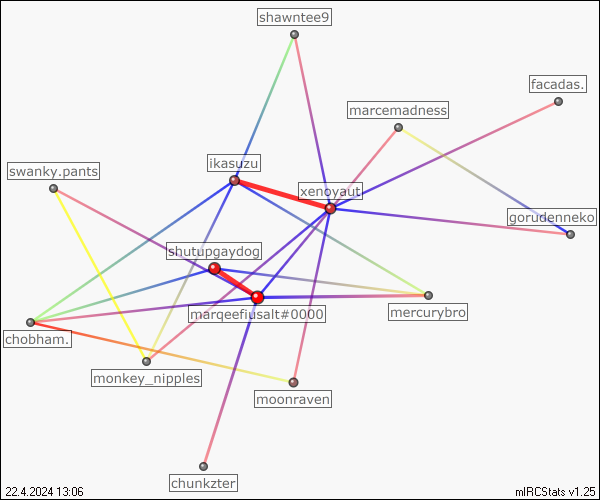 shawntee9
facadas.
marcemadness
ikasuzu
swanky.pants
xenoyaut
gorudenneko
shutupgaydog
marqeefiusalt#0000
mercurybro
chobham.
monkey_nipples
moonraven
chunkzter
22.4.2024 13:06
mIRCStats v1.25